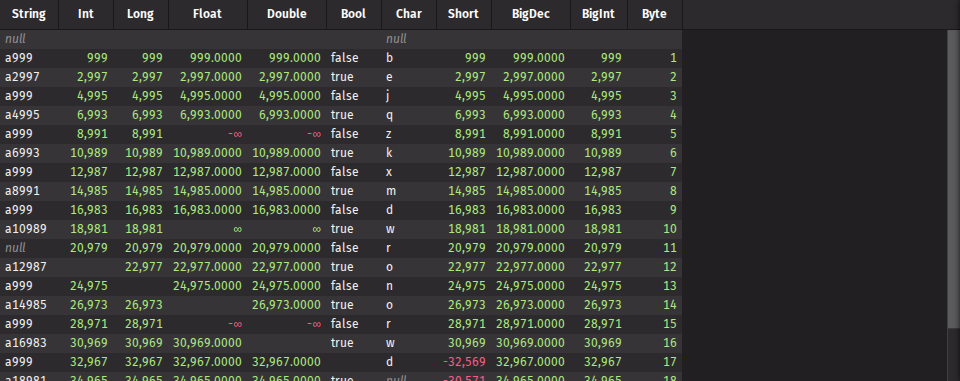 String Int Long Float Double Bool Char Short BigDec BigInt Byte
null null
a999 999 999 999.0000 999.0000 false b 999 999.0000 999 1
a2997 2,997 2,997 2,997.0000 2,997.0000 true e 2,997 2,997.0000 2,997 2
a999 4,995 4,995 4,995.0000 4,995.0000 false j 4,995 4,995.0000 4,995 3
a4995 6,993 6,993 6,993.0000 6,993.0000 true q 6,993 6,993.0000 6,993 4
a999 8,991 8,991 -∞ -∞ false z 8,991 8,991.0000 8,991 5
a6993 10,989 10,989 10,989.0000 10,989.0000 true k 10,989 10,989.0000 10,989 6
a999 12,987 12,987 12,987.0000 12,987.0000 false x 12,987 12,987.0000 12,987 7
a8991 14,985 14,985 14,985.0000 14,985.0000 true m 14,985 14,985.0000 14,985 8
a999 16,983 16,983 16,983.0000 16,983.0000 false d 16,983 16,983.0000 16,983 9
a10989 18,981 18,981 ∞ ∞ true w 18,981 18,981.0000 18,981 10
null 20,979 20,979 20,979.0000 20,979.0000 false r 20,979 20,979.0000 20,979 11
a12987 22,977 22,977.0000 22,977.0000 true o 22,977 22,977.0000 22,977 12
a999 24,975 24,975.0000 24,975.0000 false n 24,975 24,975.0000 24,975 13
a14985 26,973 26,973 26,973.0000 true o 26,973 26,973.0000 26,973 14
a999 28,971 28,971 -∞ -∞ false r 28,971 28,971.0000 28,971 15
a16983 30,969 30,969 30,969.0000 true w 30,969 30,969.0000 30,969 16
a999 32,967 32,967 32,967.0000 32,967.0000 d -32,569 32,967.0000 32,967 17
a18981 34,965 34,965 34,965.0000 34,965.0000 true null -30,571 34,965.0000 34,965 18